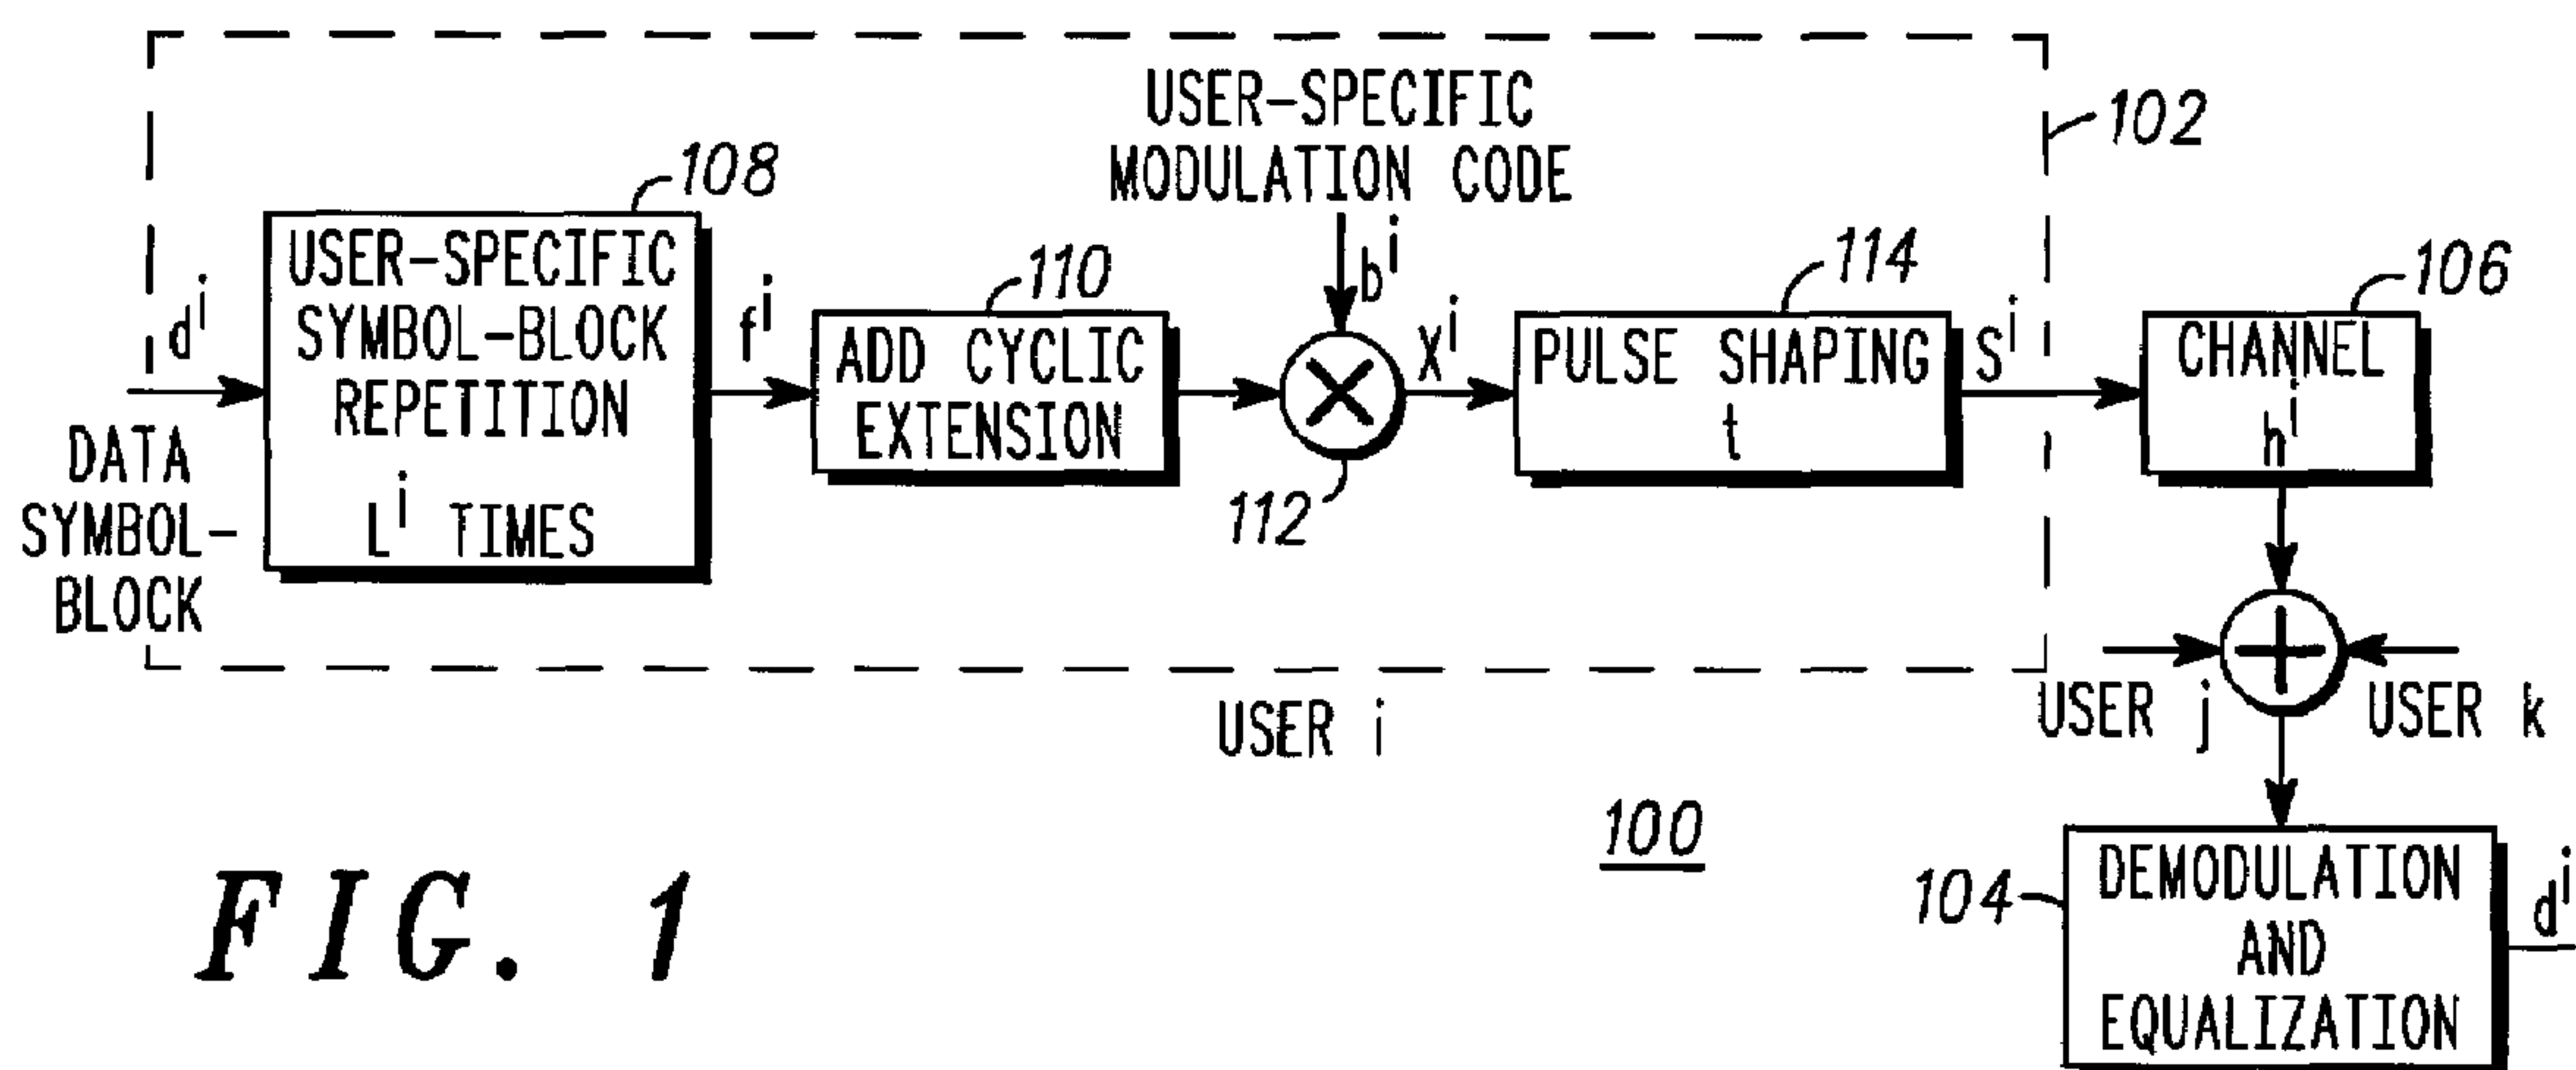 USER-SPECIFIC
MODULATION CODE
102
108
d^i
USER-SPECIFIC
SYMBOL-BLOCK
REPETITION
L^i TIMES
f^i
110
ADD CYCLIC
EXTENSION
b^i
112
X^i
114
PULSE SHAPING
t
S^i
106
CHANNEL
h^i
DATA
SYMBOL-
BLOCK
USER i
USER j
USER k
100
104
DEMODULATION
AND
EQUALIZATION
d^i
FIG. 1